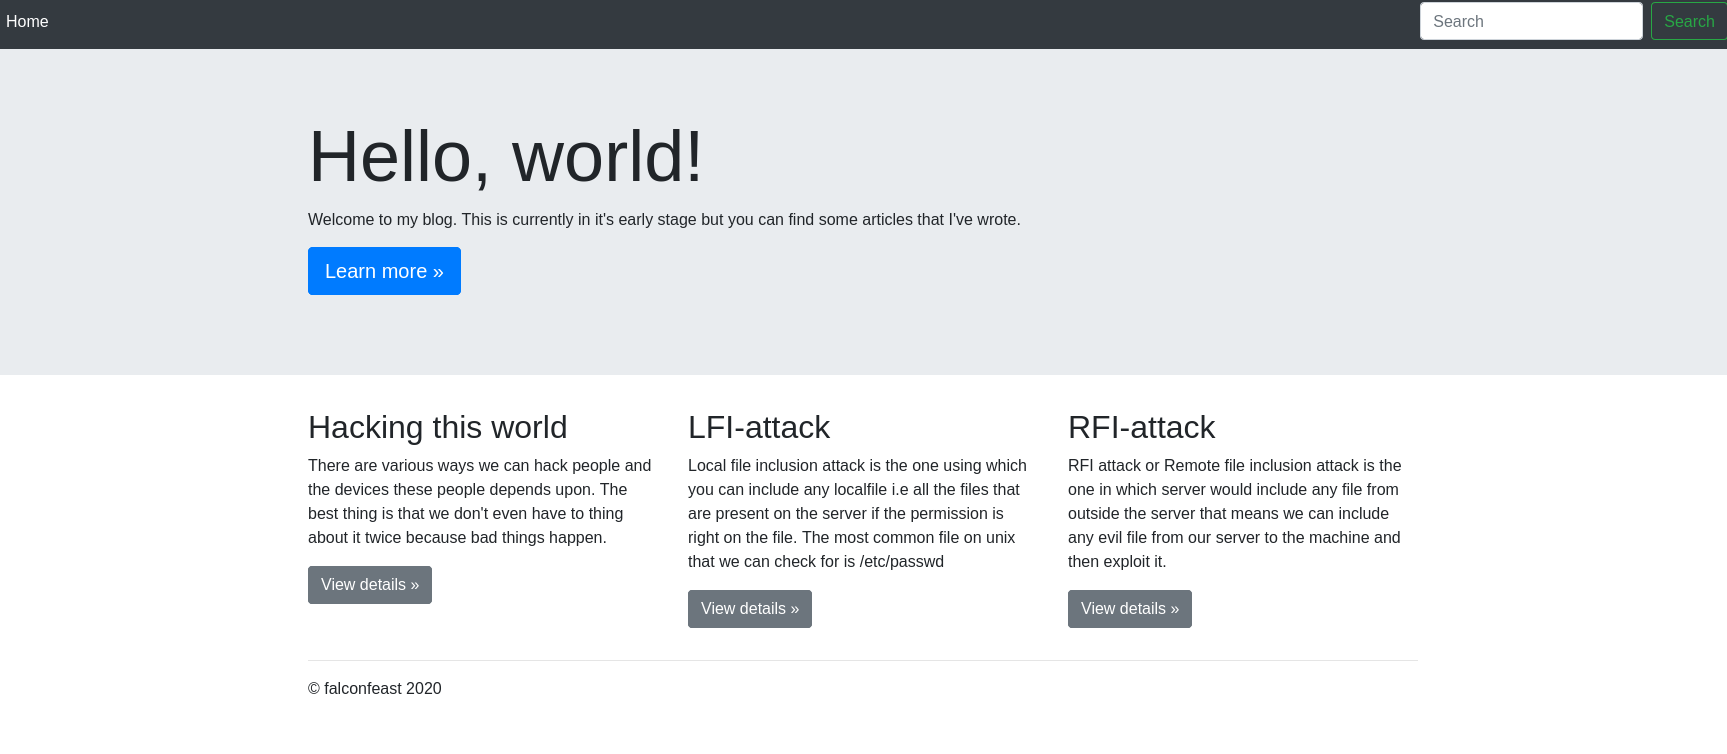 Home
Search
Search
Hello, world!
Welcome to my blog. This is currently in it's early stage but you can find some articles that I've wrote.
Learn more »
Hacking this world
There are various ways we can hack people and
the devices these people depends upon. The
best thing is that we don't even have to thing
about it twice because bad things happen.
View details »
LFI-attack
Local file inclusion attack is the one using which
you can include any localfile i.e all the files that
are present on the server if the permission is
right on the file. The most common file on unix
that we can check for is /etc/passwd
View details »
RFI-attack
RFI attack or Remote file inclusion attack is the
one in which server would include any file from
outside the server that means we can include
any evil file from our server to the machine and
then exploit it.
View details »
© falconfeast 2020